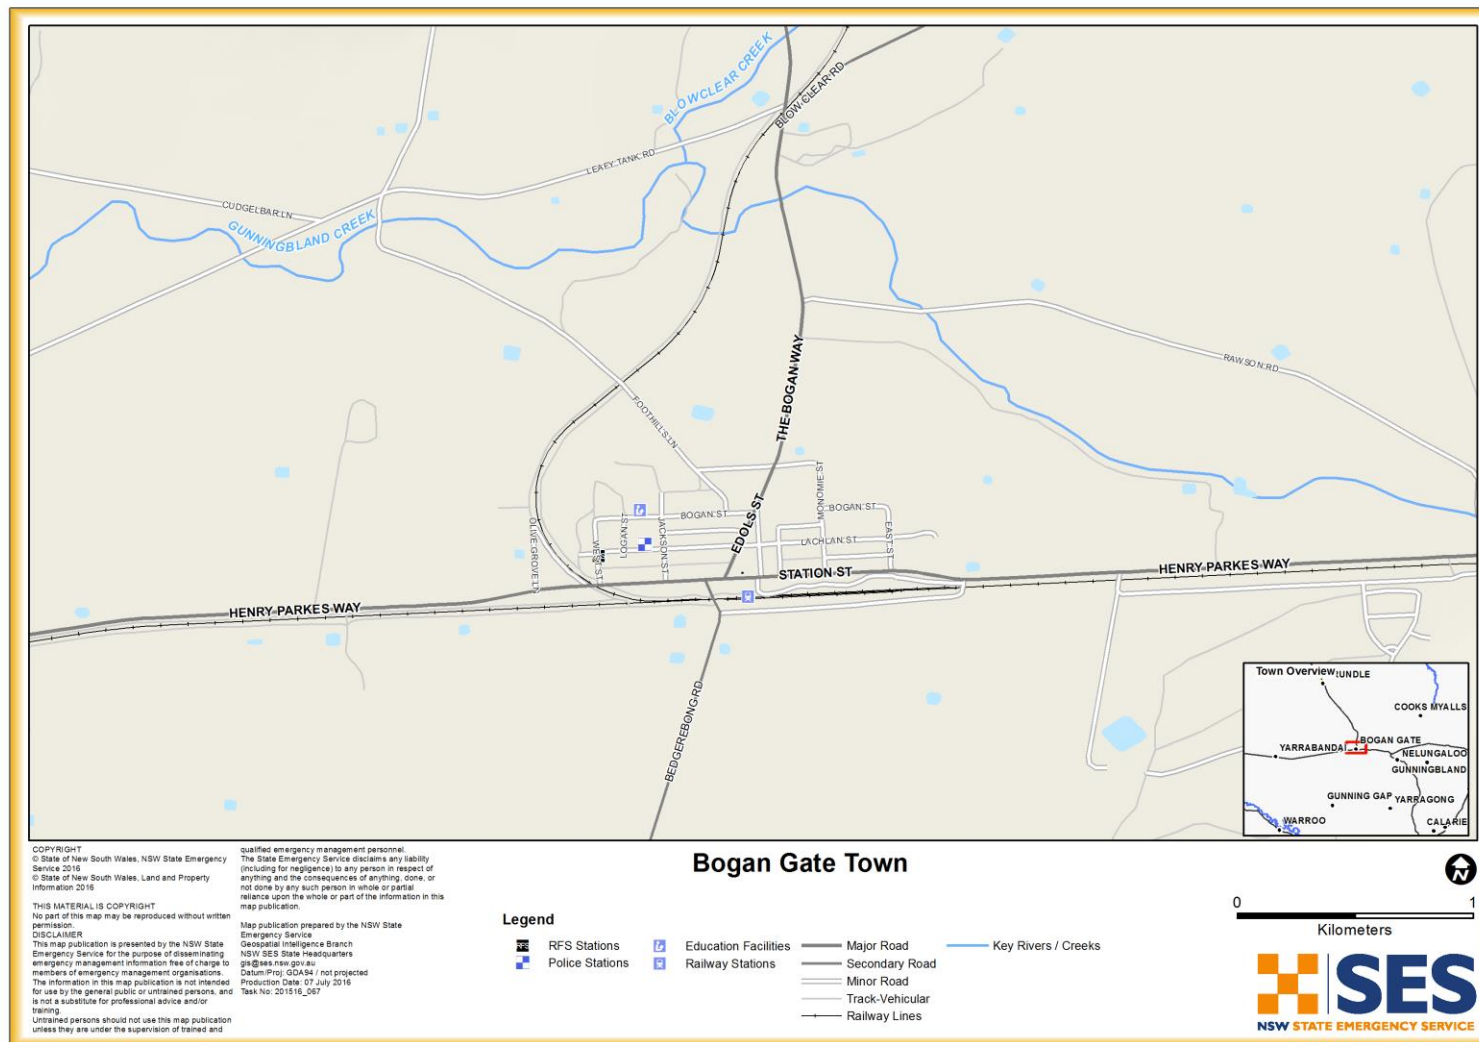 BLOWCLEAR CREEK
BLOW CLEAR RD
LEAFY TANK RD
CUDGELBAR LN
GUNNINGBLAND CREEK
RAWSON RD
THE BOGAN WAY
FOOTHILLS LN
MONOMIE ST
EDOLS ST
BOGAN ST
BOGAN ST
LOGAN ST
JACKSON ST
OLIVE GROVE LN
WEST ST
LACHLAN ST
EAST ST
STATION ST
HENRY PARKES WAY
HENRY PARKES WAY
BEDGEREBONG RD
RFS
Town Overview
UNDLE
COOKS MYALLS
BOGAN GATE
YARRABANDAI
NELUNGALOO
GUNNINGBLAND
GUNNING GAP
YARRAGONG
WARROO
CALARIE
COPYRIGHT
© State of New South Wales, NSW State Emergency
Service 2016
© State of New South Wales, Land and Property
Information 2016
THIS MATERIAL IS COPYRIGHT
No part of this map may be reproduced without written
permission.
DISCLAIMER
This map publication is presented by the NSW State
Emergency Service for the purpose of disseminating
emergency management information free of charge to
members of emergency management organisations.
The information in this map publication is not intended
for use by the general public or untrained persons, and
is not a substitute for professional advice and/or
training.
Untrained persons should not use this map publication
unless they are under the supervision of trained and
qualified emergency management personnel.
The State Emergency Service disclaims any liability
(including for negligence) to any person in respect of
anything and the consequences of anything, done, or
not done by any such person in whole or partial
reliance upon the whole or part of the information in this
map publication.
Map publication prepared by the NSW State
Emergency Service
Geospatial Intelligence Branch
NSW SES State Headquarters
gis@ses.nsw.gov.au
Datum/Proj: GDA94 / not projected
Production Date: 07 July 2016
Task No: 201516_067
Bogan Gate Town
Legend
RFS
RFS Stations
Police Stations
Education Facilities
Railway Stations
Major Road
Secondary Road
Minor Road
Track-Vehicular
Railway Lines
Key Rivers / Creeks
N
0 1
Kilometers
SES
NSW STATE EMERGENCY SERVICE